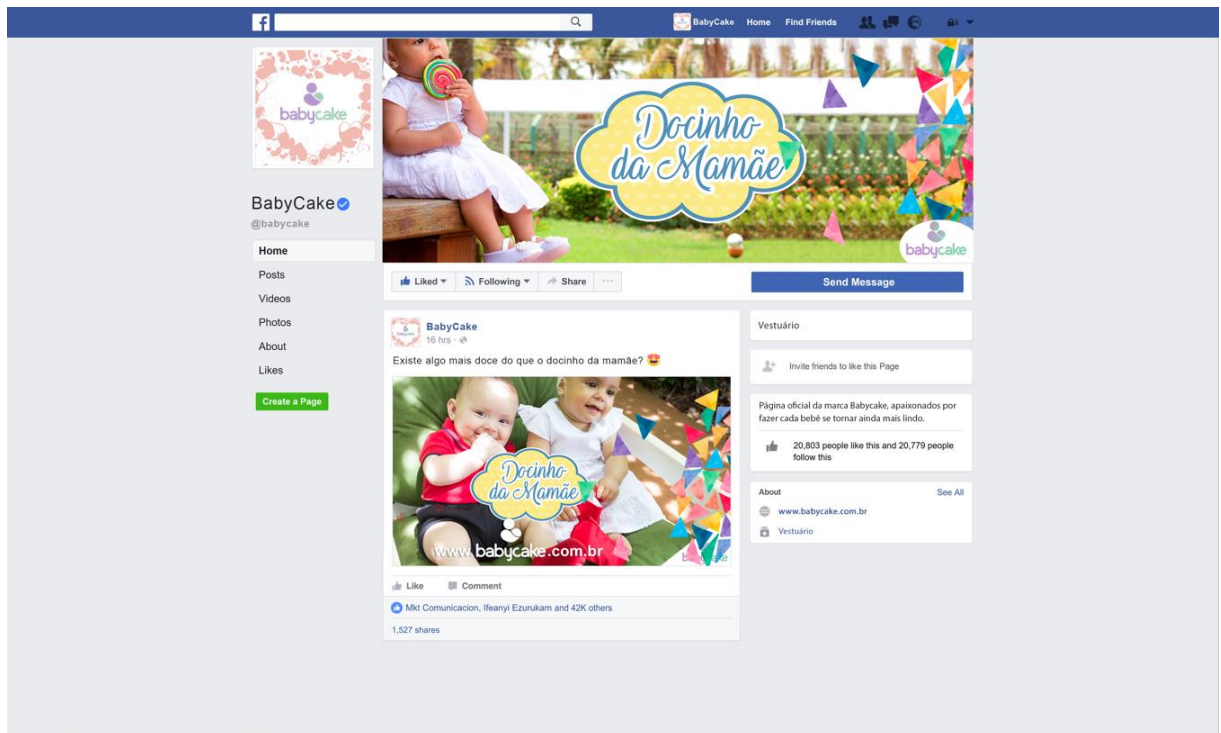 f
BabyCake Home Find Friends
babycake
BabyCake
@babycake
Home
Posts
Videos
Photos
About
Likes
Create a Page
Docinho
da Mamãe
babycake
Liked Following Share ...
Send Message
BabyCake
16 hrs ·
Existe algo mais doce do que o docinho da mamãe?
Docinho
da Mamãe
www.babycake.com.br
Like Comment
Mkt Comunicacion, Ifeanyi Ezurukam and 42K others
1,527 shares
Vestuário
Invite friends to like this Page
Página oficial da marca Babycake, apaixonados por
fazer cada bebê se tornar ainda mais lindo.
20,803 people like this and 20,779 people
follow this
About See All
www.babycake.com.br
Vestuário